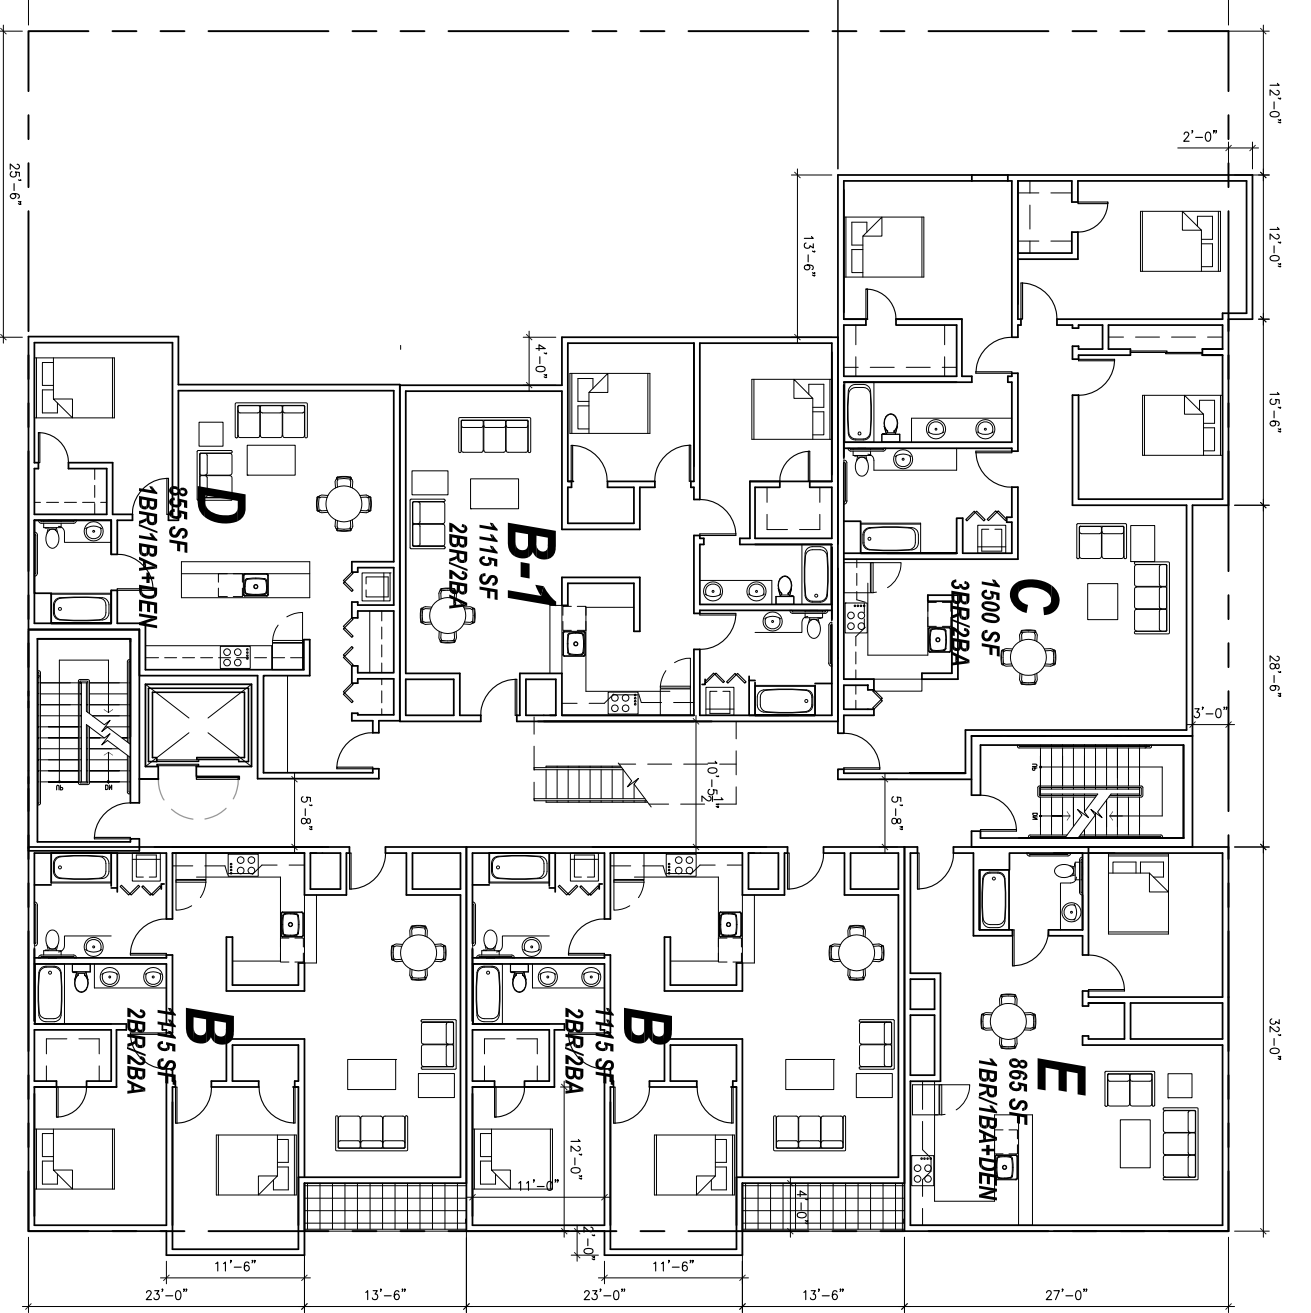 12'-0"
2'-0"
25'-6"
12'-0"
13'-6"
4'-0"
15'-6"
D
855 SF
1BR/1BA+DEN
B-1
1115 SF
2BR/2BA
C
1500 SF
3BR/2BA
28'-6"
3'-0"
UP
DN
UP
DN
10'-5 1/2"
5'-8"
5'-8"
B
1115 SF
2BR/2BA
B
1115 SF
2BR/2BA
E
865 SF
1BR/1BA+DEN
32'-0"
12'-0"
11'-0"
4'-0"
2'-0"
11'-6"
11'-6"
23'-0"
13'-6"
23'-0"
13'-6"
27'-0"